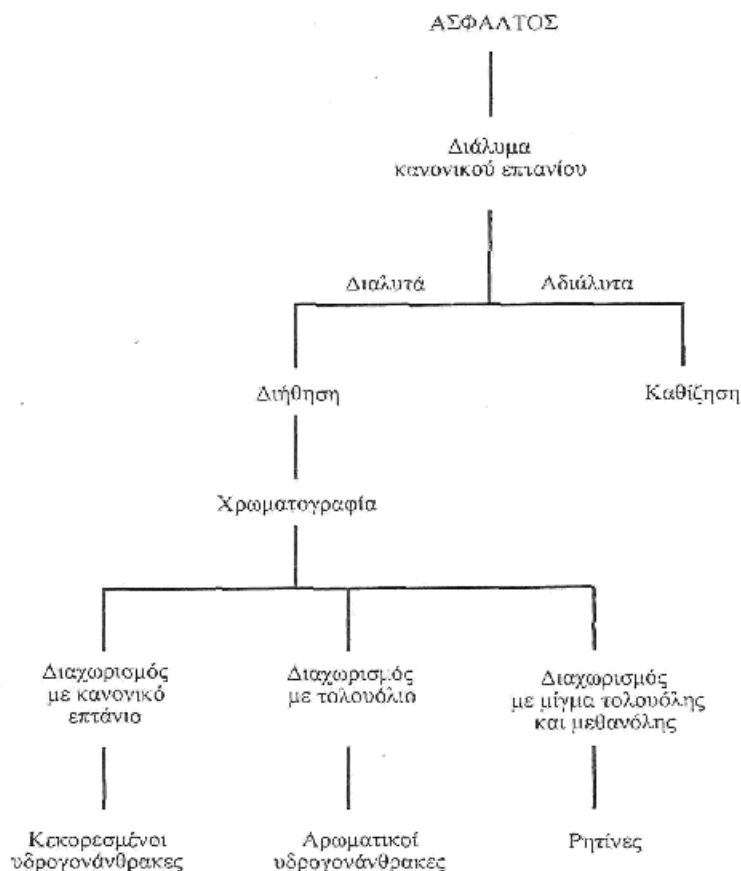 ΑΣΦΑΛΤΟΣ
Διάλυμα
κανονικού επτανίου
Διαλυτά
Αδιάλυτα
Διήθηση
Καθίζηση
Χρωματογραφία
Διαχωρισμός
με κανονικό
επτάνιο
Διαχωρισμός
με τολουόλιο
Διαχωρισμός
με μίγμα τολουόλης
και μεθανόλης
Κεκορεσμένοι
υδρογονάνθρακες
Αρωματικοί
υδρογονάνθρακες
Ρητίνες